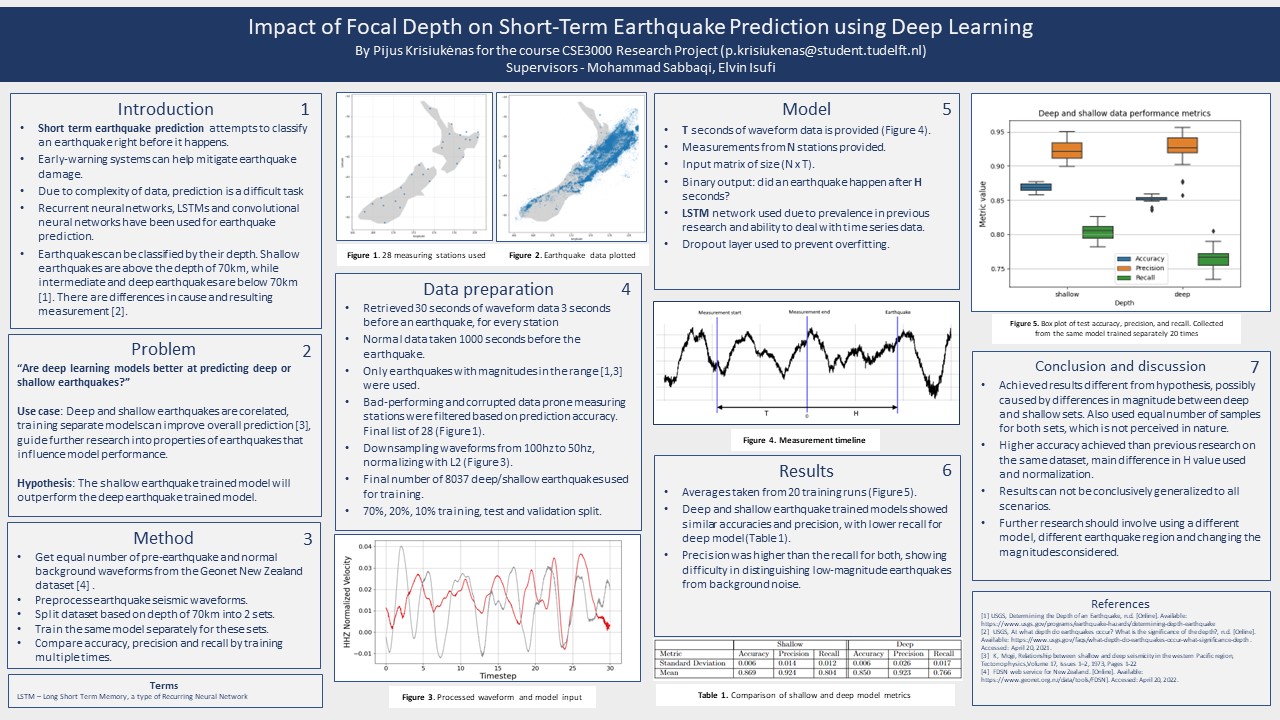 Impact of Focal Depth on Short-Term Earthquake Prediction using Deep Learning
By Pijus Krisiukėnas for the course CSE3000 Research Project (p.krisiukenas@student.tudelft.nl)
Supervisors - Mohammad Sabbaqi, Elvin Isufi
Introduction 1
• Short term earthquake prediction attempts to classify
an earthquake right before it happens.
• Early-warning systems can help mitigate earthquake
damage.
• Due to complexity of data, prediction is a difficult task
• Recurrent neural networks, LSTMs and convolutional
neural networks have been used for earthquake
prediction.
• Earthquakes can be classified by their depth. Shallow
earthquakes are above the depth of 70km, while
intermediate and deep earthquakes are below 70km
[1]. There are differences in cause and resulting
measurement [2].
Problem 2
“Are deep learning models better at predicting deep or
shallow earthquakes?”
Use case: Deep and shallow earthquakes are corelated,
training separate models can improve overall prediction [3],
guide further research into properties of earthquakes that
influence model performance.
Hypothesis: The shallow earthquake trained model will
outperform the deep earthquake trained model.
Method 3
• Get equal number of pre-earthquake and normal
background waveforms from the Geonet New Zealand
dataset [4] .
• Preprocess earthquake seismic waveforms.
• Split dataset based on depth of 70km into 2 sets.
• Train the same model separately for these sets.
• Compare accuracy, precision and recall by training
multiple times.
Terms
LSTM – Long Short Term Memory, a type of Recurring Neural Network
Figure 1. 28 measuring stations used
Figure 2. Earthquake data plotted
Data preparation 4
• Retrieved 30 seconds of waveform data 3 seconds
before an earthquake, for every station
• Normal data taken 1000 seconds before the
earthquake.
• Only earthquakes with magnitudes in the range [1,3]
were used.
• Bad-performing and corrupted data prone measuring
stations were filtered based on prediction accuracy.
Final list of 28 (Figure 1).
• Downsampling waveforms from 100hz to 50hz,
normalizing with L2 (Figure 3).
• Final number of 8037 deep/shallow earthquakes used
for training.
• 70%, 20%, 10% training, test and validation split.
HHZ Normalized Velocity
0.04
0.03
0.02
0.01
0.00
−0.01
0 5 10 15 20 25 30
Timestep
Figure 3. Processed waveform and model input
Model 5
• T seconds of waveform data is provided (Figure 4).
• Measurements from N stations provided.
• Input matrix of size (N x T).
• Binary output: did an earthquake happen after H
seconds?
• LSTM network used due to prevalence in previous
research and ability to deal with time series data.
• Dropout layer used to prevent overfitting.
Measurement start Measurement end Earthquake
T H
0
Figure 4. Measurement timeline
Results 6
• Averages taken from 20 training runs (Figure 5).
• Deep and shallow earthquake trained models showed
similar accuracies and precision, with lower recall for
deep model (Table 1).
• Precision was higher than the recall for both, showing
difficulty in distinguishing low-magnitude earthquakes
from background noise.
Shallow Deep
Metric Accuracy Precision Recall Accuracy Precision Recall
Standard Deviation 0.006 0.014 0.012 0.006 0.026 0.017
Mean 0.869 0.924 0.804 0.850 0.923 0.766
Table 1. Comparison of shallow and deep model metrics
Deep and shallow data performance metrics
Metric value
0.95
0.90
0.85
0.80
0.75
Accuracy
Precision
Recall
shallow deep
Depth
Figure 5. Box plot of test accuracy, precision, and recall. Collected
from the same model trained separately 20 times
Conclusion and discussion 7
• Achieved results different from hypothesis, possibly
caused by differences in magnitude between deep
and shallow sets. Also used equal number of samples
for both sets, which is not perceived in nature.
• Higher accuracy achieved than previous research on
the same dataset, main difference in H value used
and normalization.
• Results can not be conclusively generalized to all
scenarios.
• Further research should involve using a different
model, different earthquake region and changing the
magnitudes considered.
References
[1] USGS, Determining the Depth of an Earthquake, n.d. [Online]. Available:
https://www.usgs.gov/programs/earthquake-hazards/determining-depth-earthquake
[2] USGS, At what depth do earthquakes occur? What is the significance of the depth?, n.d. [Online].
Available: https://www.usgs.gov/faqs/what-depth-do-earthquakes-occur-what-significance-depth .
Accessed: April 20, 2022.
[3] K, Mogi, Relationship between shallow and deep seismicity in the western Pacific region,
Tectonophysics,Volume 17, Issues 1–2, 1973, Pages 1-22
[4] FDSN web service for New Zealand. [Online]. Available:
https://www.geonet.org.nz/data/tools/FDSN). Accessed: April 20, 2022.